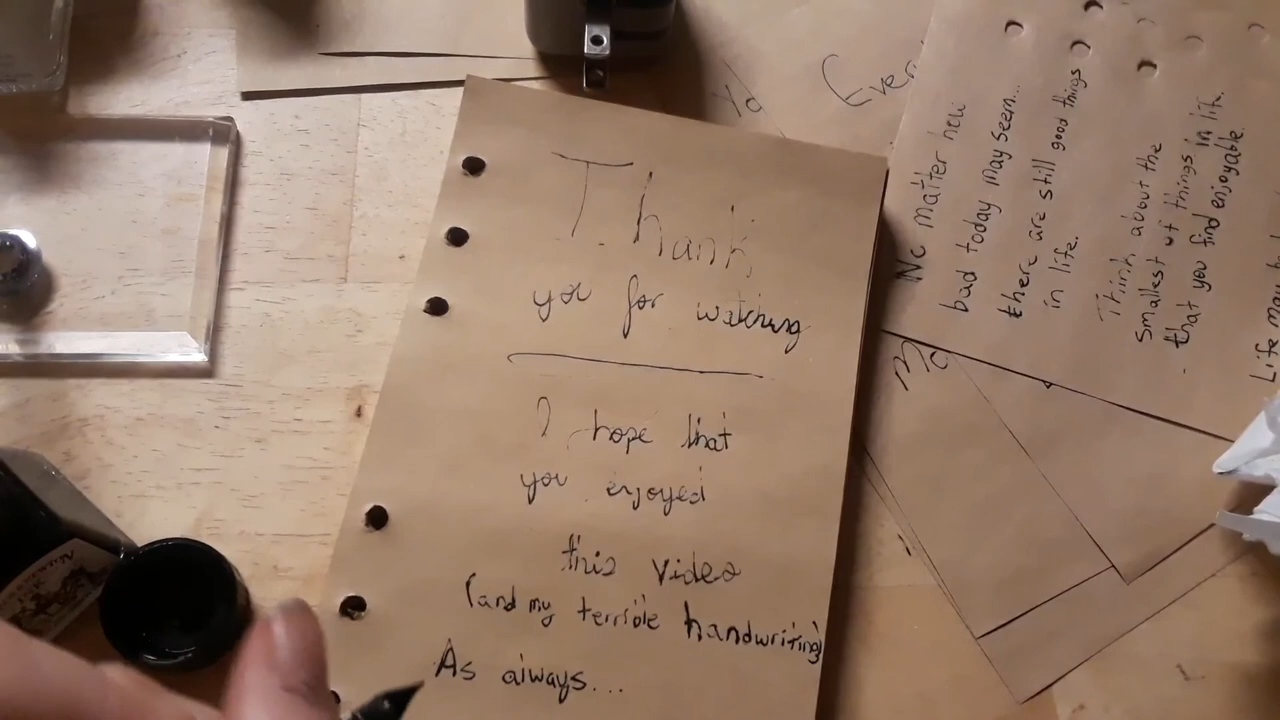 Thank
you for watching
I hope that
you enjoyed
this video
(and my terrible handwriting)
As always...
No matter how
bad today may seem...
there are still good things
in life.
Think about the
smallest of things in life.
that you find enjoyable.
Life may